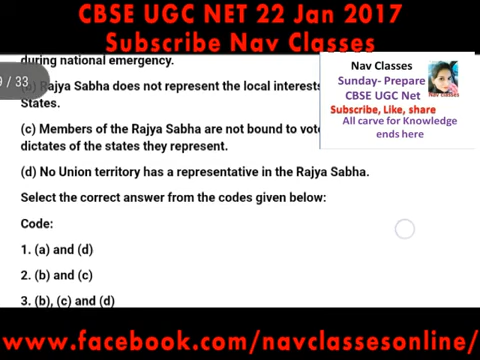 CBSE UGC NET 22 Jan 2017
Subscribe Nav Classes
during national emergency.
9 / 33
Rajya Sabha does not represent the local interests
States.
(c) Members of the Rajya Sabha are not bound to vote
dictates of the states they represent.
(d) No Union territory has a representative in the Rajya Sabha.
Select the correct answer from the codes given below:
Code:
1. (a) and (d)
2. (b) and (c)
3. (b), (c) and (d)
Nav Classes
Sunday- Prepare
CBSE UGC Net
Subscribe, Like, share
All carve for Knowledge
ends here
Nav Classes
www.facebook.com/navclassesonline/